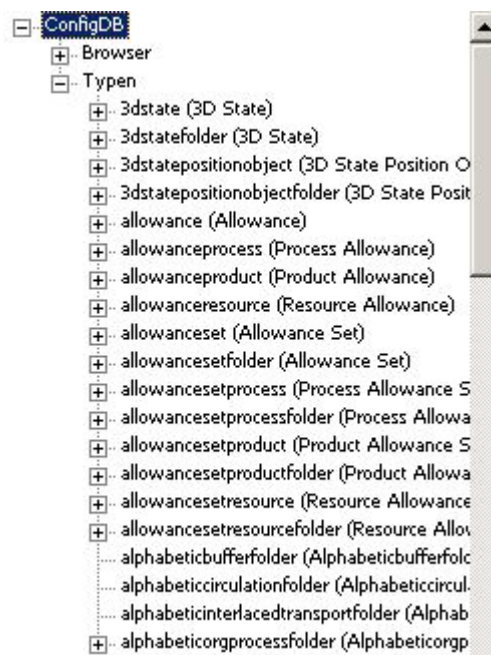 ConfigDB
Browser
Typen
3dstate (3D State)
3dstatefolder (3D State)
3dstatepositionobject (3D State Position O
3dstatepositionobjectfolder (3D State Posit
allowance (Allowance)
allowanceprocess (Process Allowance)
allowanceproduct (Product Allowance)
allowanceresource (Resource Allowance)
allowanceset (Allowance Set)
allowancesetfolder (Allowance Set)
allowancesetprocess (Process Allowance S
allowancesetprocessfolder (Process Allowa
allowancesetproduct (Product Allowance S
allowancesetproductfolder (Product Allowa
allowancesetresource (Resource Allowance
allowancesetresourcefolder (Resource Allow
alphabeticbufferfolder (Alphabeticbufferfolc
alphabeticcirculationfolder (Alphabeticcircul
alphabeticinterlacedtransportfolder (Alphab
alphabeticorgprocessfolder (Alphabeticorgp